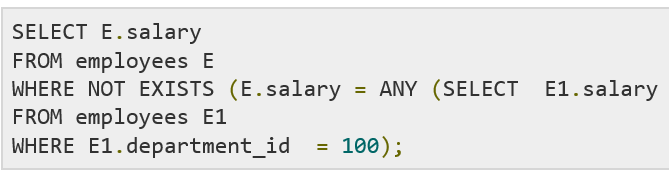 SELECT E.salary
FROM employees E
WHERE NOT EXISTS (E.salary = ANY (SELECT  E1.salary
FROM employees E1
WHERE E1.department_id  = 100);